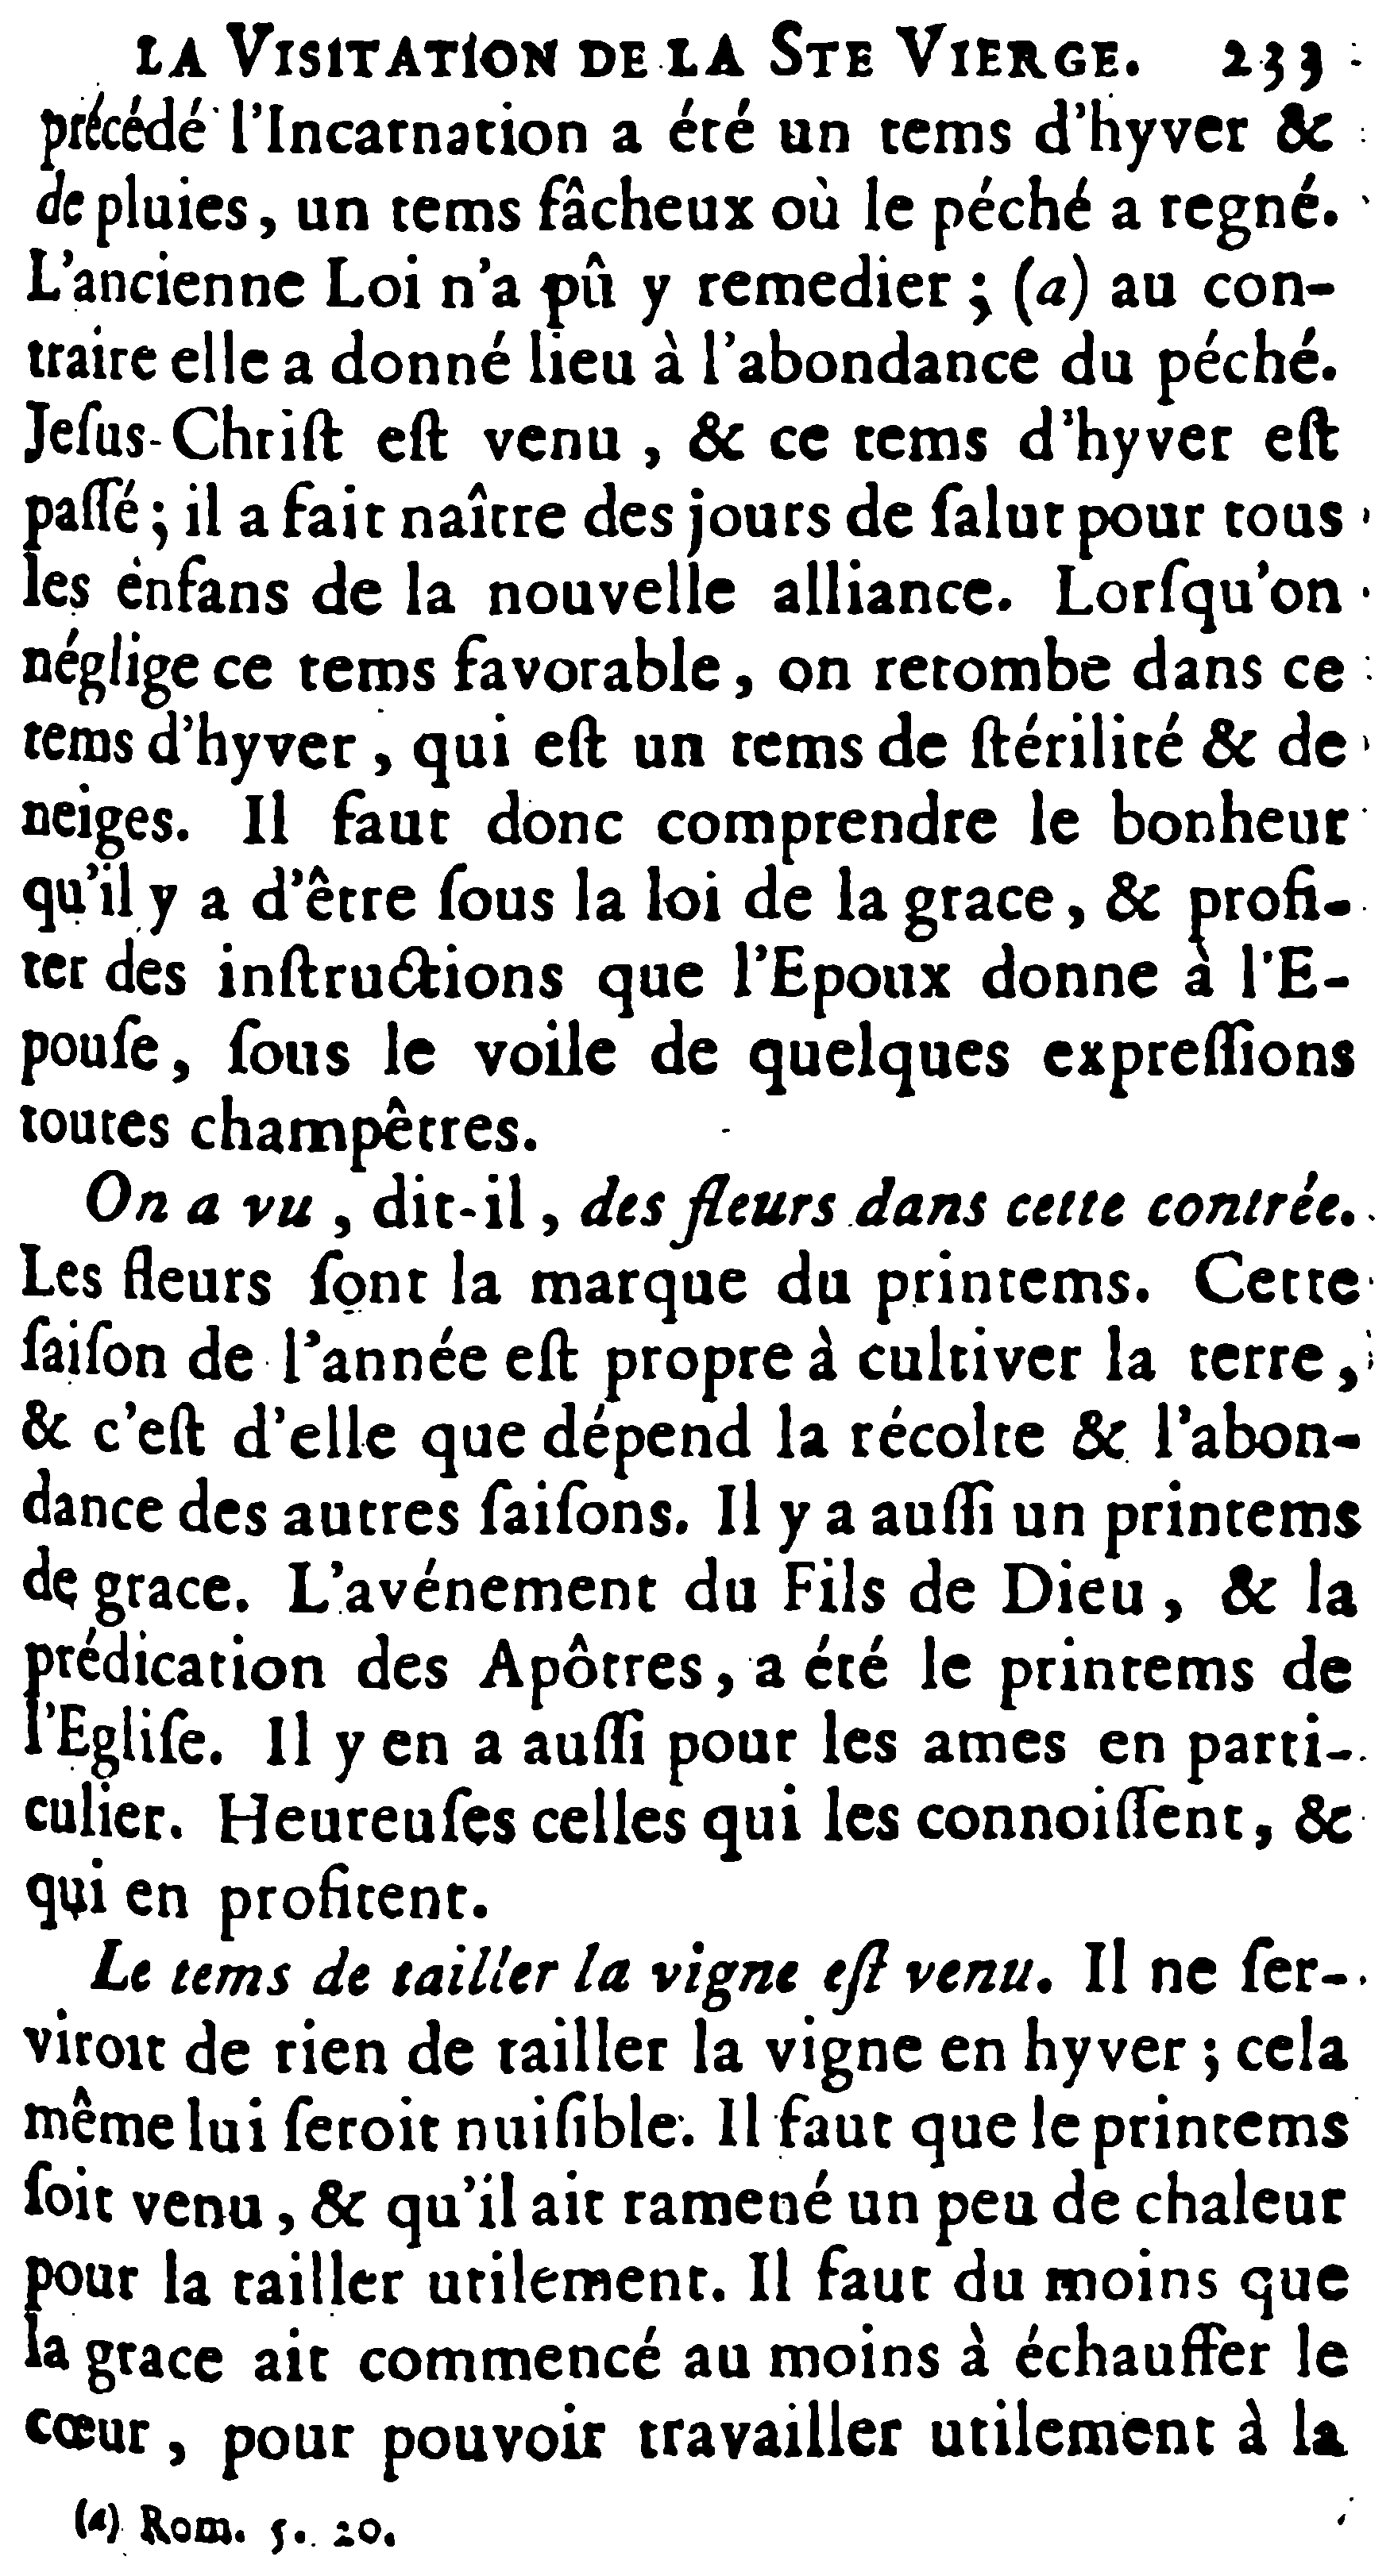 LA VISITATION DE LA STE VIERGE. 233
précédé l'Incarnation a été un tems d'hyver &
de pluies, un tems fâcheux où le péché a regné.
L'ancienne Loi n'a pû y remedier ; (a) au con-
traire elle a donné lieu à l'abondance du péché.
Jeſus-Chriſt eſt venu , & ce tems d'hyver eſt
paſſé ; il a fait naître des jours de ſalut pour tous
les enfans de la nouvelle alliance. Lorſqu'on
néglige ce tems favorable, on retombe dans ce
tems d'hyver , qui eſt un tems de ſtérilité & de
neiges. Il faut donc comprendre le bonheur
qu'il y a d'être ſous la loi de la grace, & profi-
ter des inſtructions que l'Epoux donne à l'E-
pouſe, ſous le voile de quelques expreſſions
toutes champêtres.
On a vu , dit-il , des fleurs dans cette contrée.
Les fleurs ſont la marque du printems. Cette
ſaiſon de l'année eſt propre à cultiver la terre,
& c'eſt d'elle que dépend la récolte & l'abon-
dance des autres ſaiſons. Il y a auſſi un printems
de grace. L'avénement du Fils de Dieu , & la
prédication des Apôtres, a été le printems de
l'Egliſe. Il y en a auſſi pour les ames en parti-
culier. Heureuſes celles qui les connoiſſent, &
qui en profitent.
Le tems de tailler la vigne eſt venu. Il ne ſer-
viroit de rien de tailler la vigne en hyver ; cela
même lui ſeroit nuiſible. Il faut que le printems
ſoit venu , & qu'il ait ramené un peu de chaleur
pour la tailler utilement. Il faut du moins que
la grace ait commencé au moins à échauffer le
cœur , pour pouvoir travailler utilement à la
(a) Rom. 5. 20.